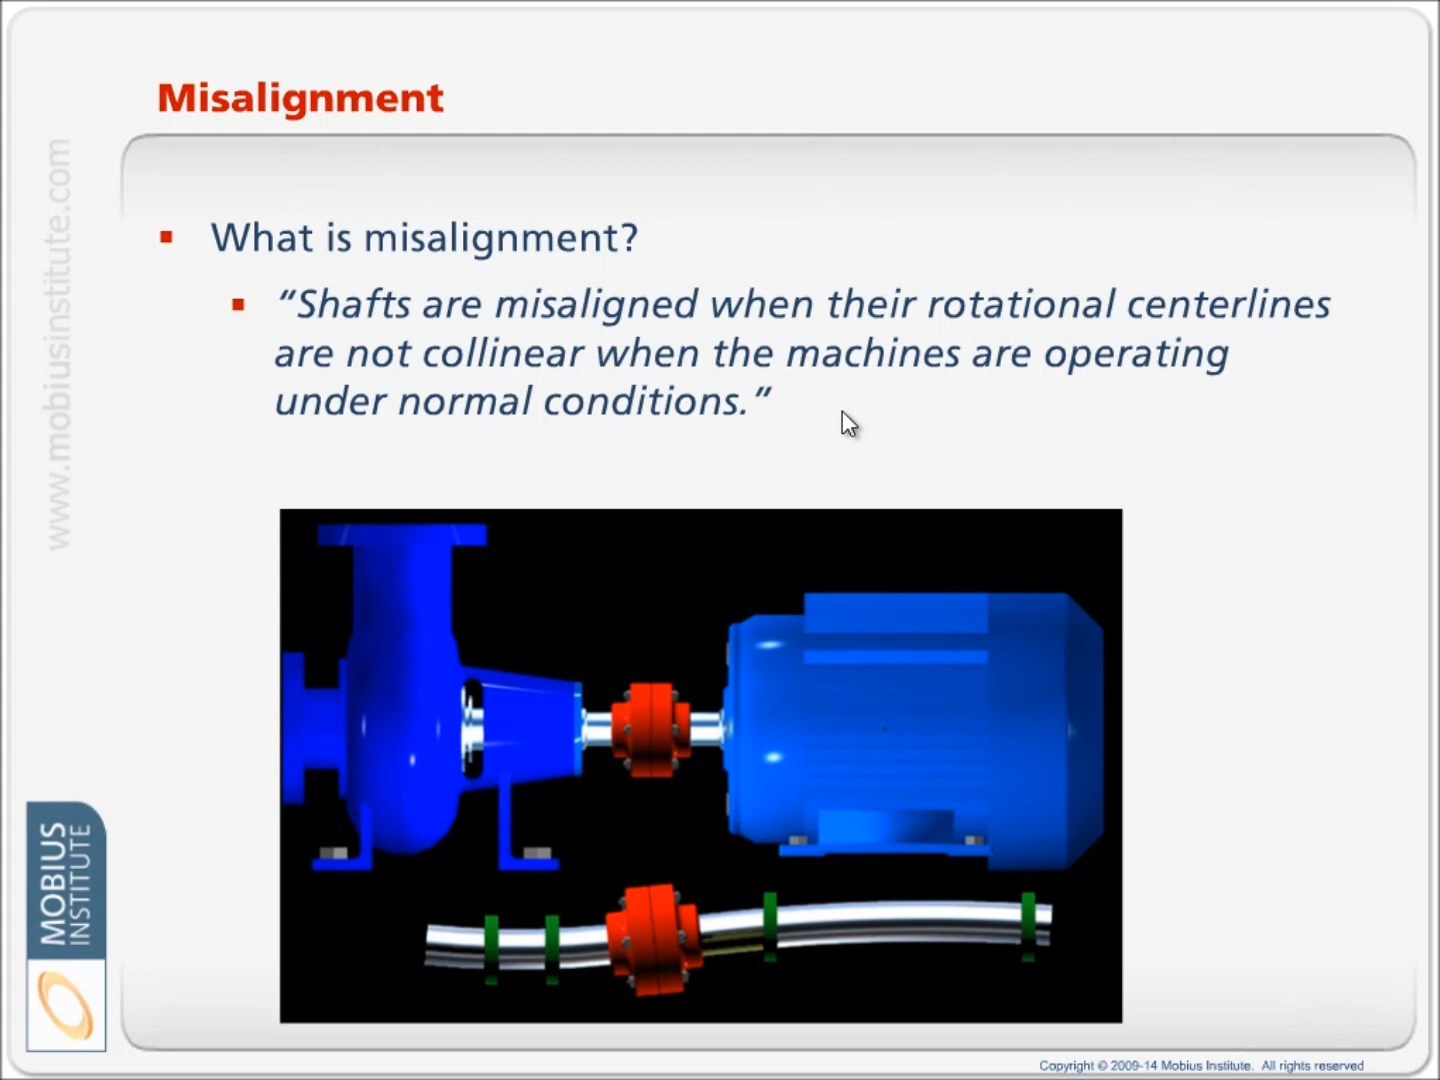 Misalignment
www.mobiusinstitute.com
What is misalignment?
“Shafts are misaligned when their rotational centerlines
are not collinear when the machines are operating
under normal conditions.”
MOBIUS
INSTITUTE
Copyright © 2009-14 Mobius Institute. All rights reserved